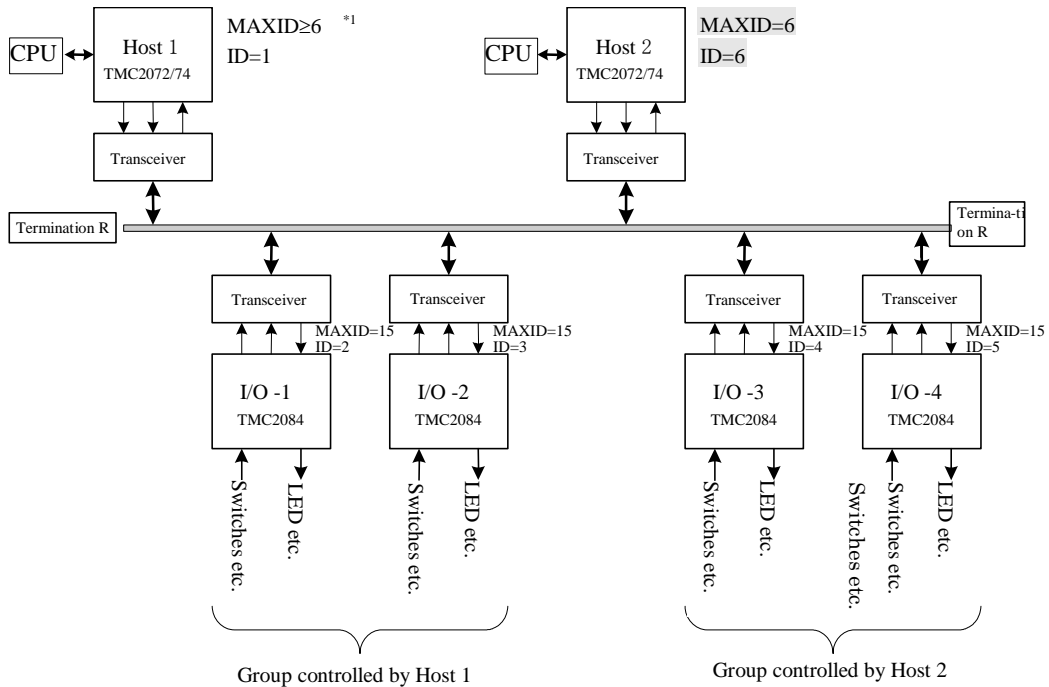 CPU
Host 1
TMC2072/74
MAXID≥6 *1
ID=1
Transceiver
CPU
Host 2
TMC2072/74
MAXID=6
ID=6
Transceiver
Termination R
Termina-ti
on R
Transceiver
MAXID=15
ID=2
I/O -1
TMC2084
Switches etc.
LED etc.
Transceiver
MAXID=15
ID=3
I/O -2
TMC2084
Switches etc.
LED etc.
Transceiver
MAXID=15
ID=4
I/O -3
TMC2084
Switches etc.
LED etc.
Transceiver
MAXID=15
ID=5
I/O -4
TMC2084
Switches etc.
Switches etc.
LED etc.
Group controlled by Host 1
Group controlled by Host 2